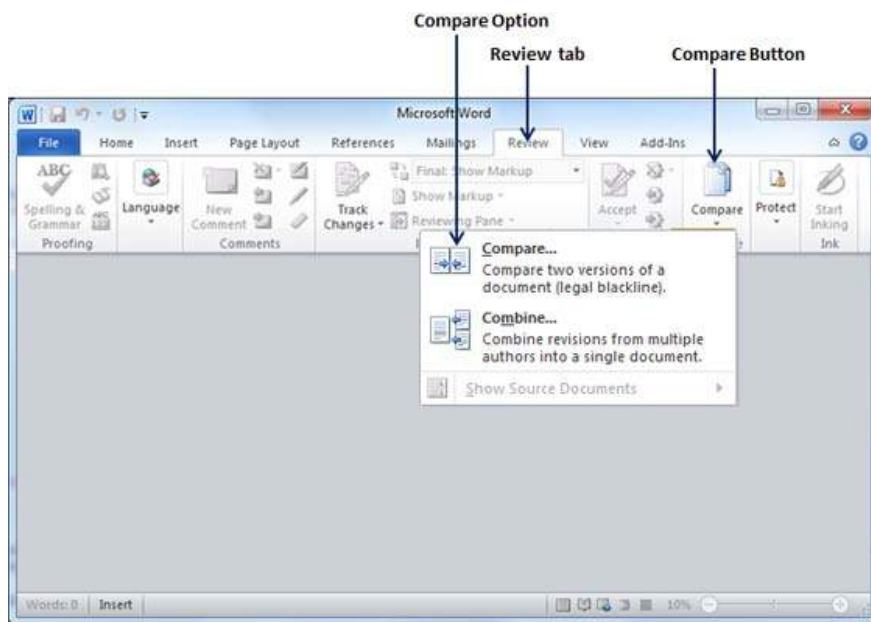 Compare Option
Review tab
Compare Button
W
Microsoft Word
File Home Insert Page Layout References Mailings Review View Add-Ins
ABC
Spelling & Grammar
Proofing
Language
New Comment
Comments
Track Changes
Final: Show Markup
Show Markup
Reviewing Pane
Accept
Compare
Protect
Start Inking
Ink
Compare...
Compare two versions of a
document (legal blackline).
Combine...
Combine revisions from multiple
authors into a single document.
Show Source Documents
Words: 0 Insert 10%